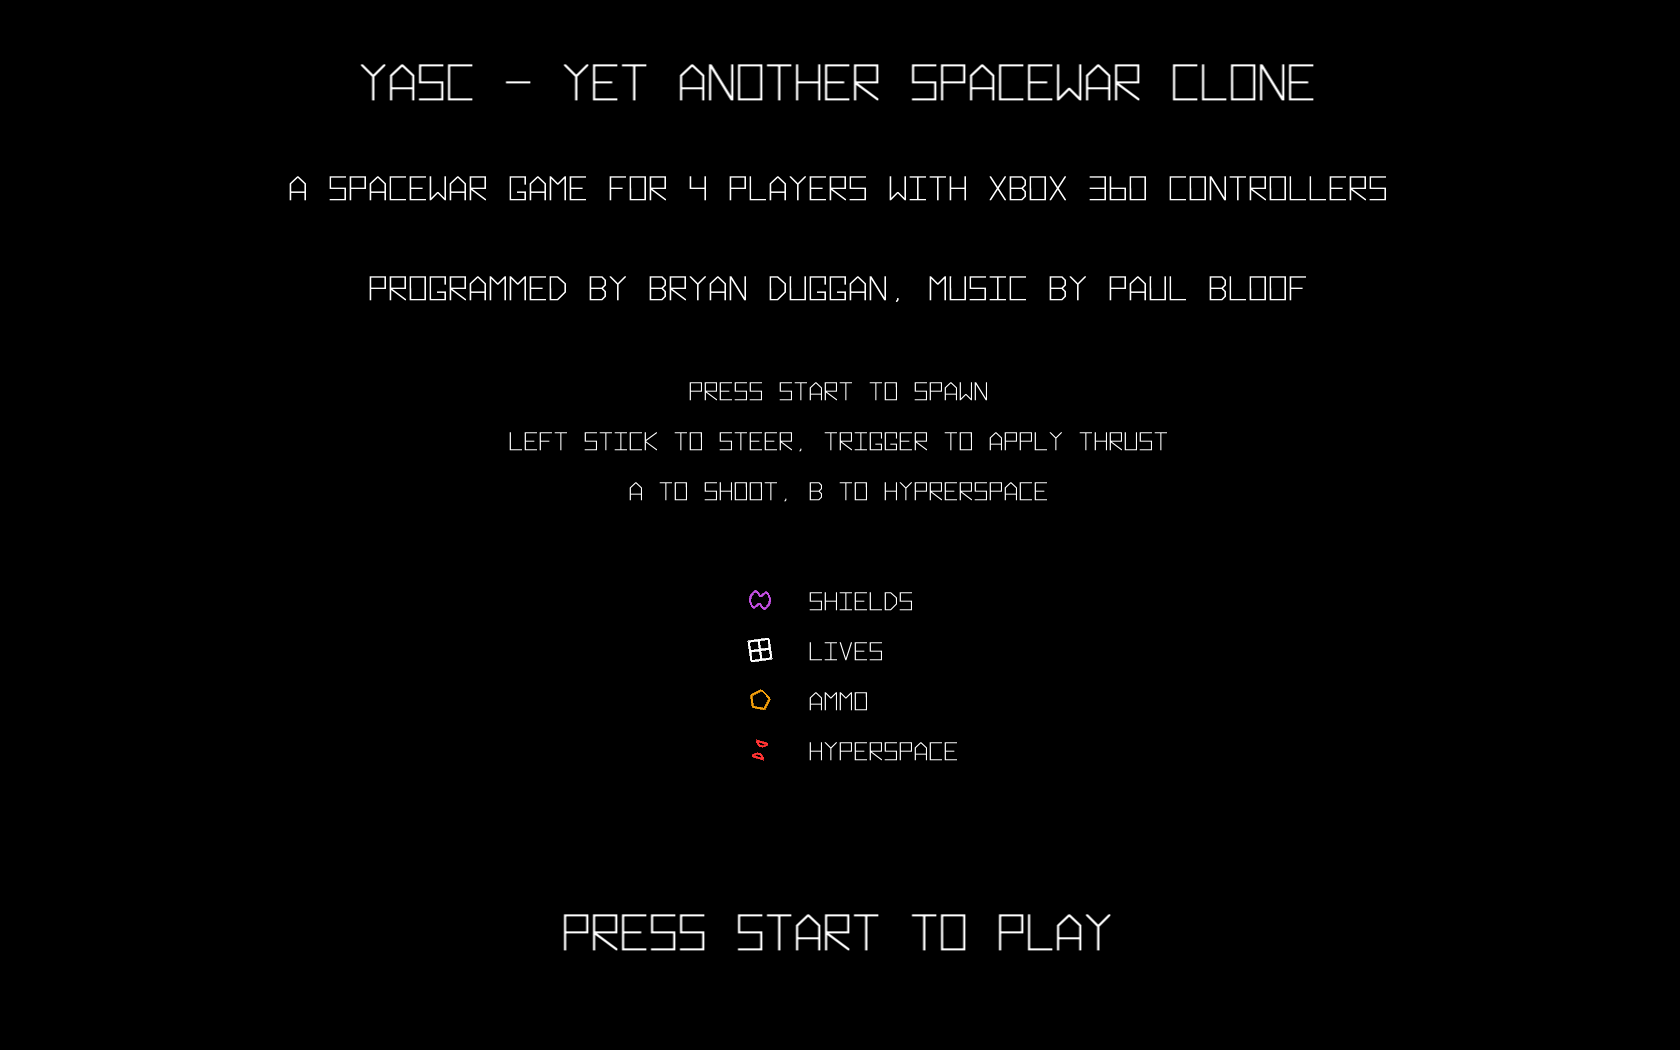 YASC - YET ANOTHER SPACEWAR CLONE
A SPACEWAR GAME FOR 4 PLAYERS WITH XBOX 360 CONTROLLERS
PROGRAMMED BY BRYAN DUGGAN, MUSIC BY PAUL BLOOF
PRESS START TO SPAWN
LEFT STICK TO STEER, TRIGGER TO APPLY THRUST
A TO SHOOT, B TO HYPRERSPACE
SHIELDS
LIVES
AMMO
HYPERSPACE
PRESS START TO PLAY